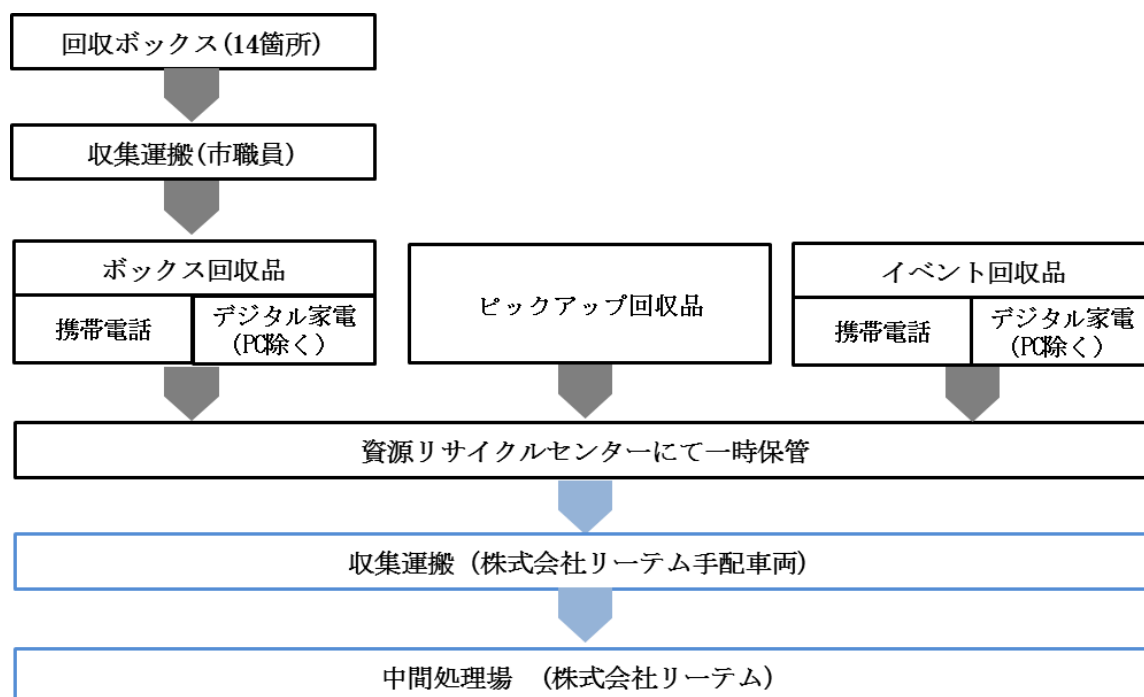 回収ボックス(14箇所)
収集運搬(市職員)
ボックス回収品
携帯電話
デジタル家電
(PC除く)
ピックアップ回収品
イベント回収品
携帯電話
デジタル家電
(PC除く)
資源リサイクルセンターにて一時保管
収集運搬(株式会社リーテム手配車両)
中間処理場 (株式会社リーテム)